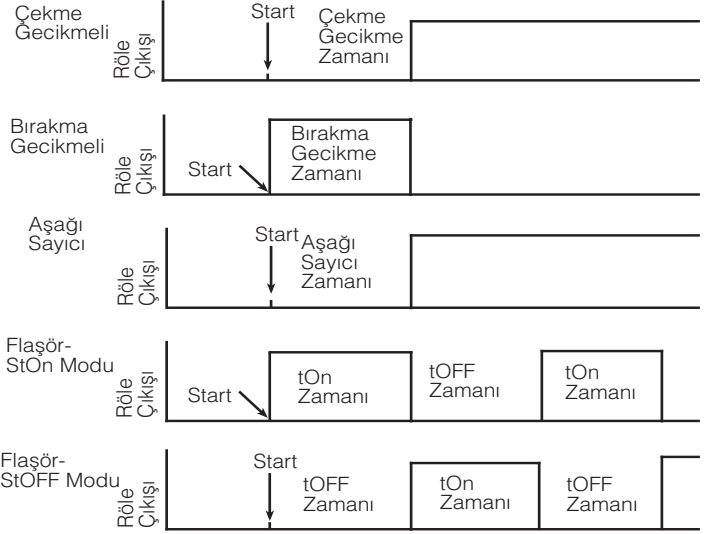 Çekme
Gecikmeli
Röle
Çıkışı
Start
Çekme
Gecikme
Zamanı
Bırakma
Gecikmeli
Röle
Çıkışı
Start
Bırakma
Gecikme
Zamanı
Aşağı
Sayıcı
Röle
Çıkışı
Start
Aşağı
Sayıcı
Zamanı
Flaşör-
StOn Modu
Röle
Çıkışı
Start
tOn
Zamanı
tOFF
Zamanı
tOn
Zamanı
Flaşör-
StOFF Modu
Röle
Çıkışı
Start
tOFF
Zamanı
tOn
Zamanı
tOFF
Zamanı